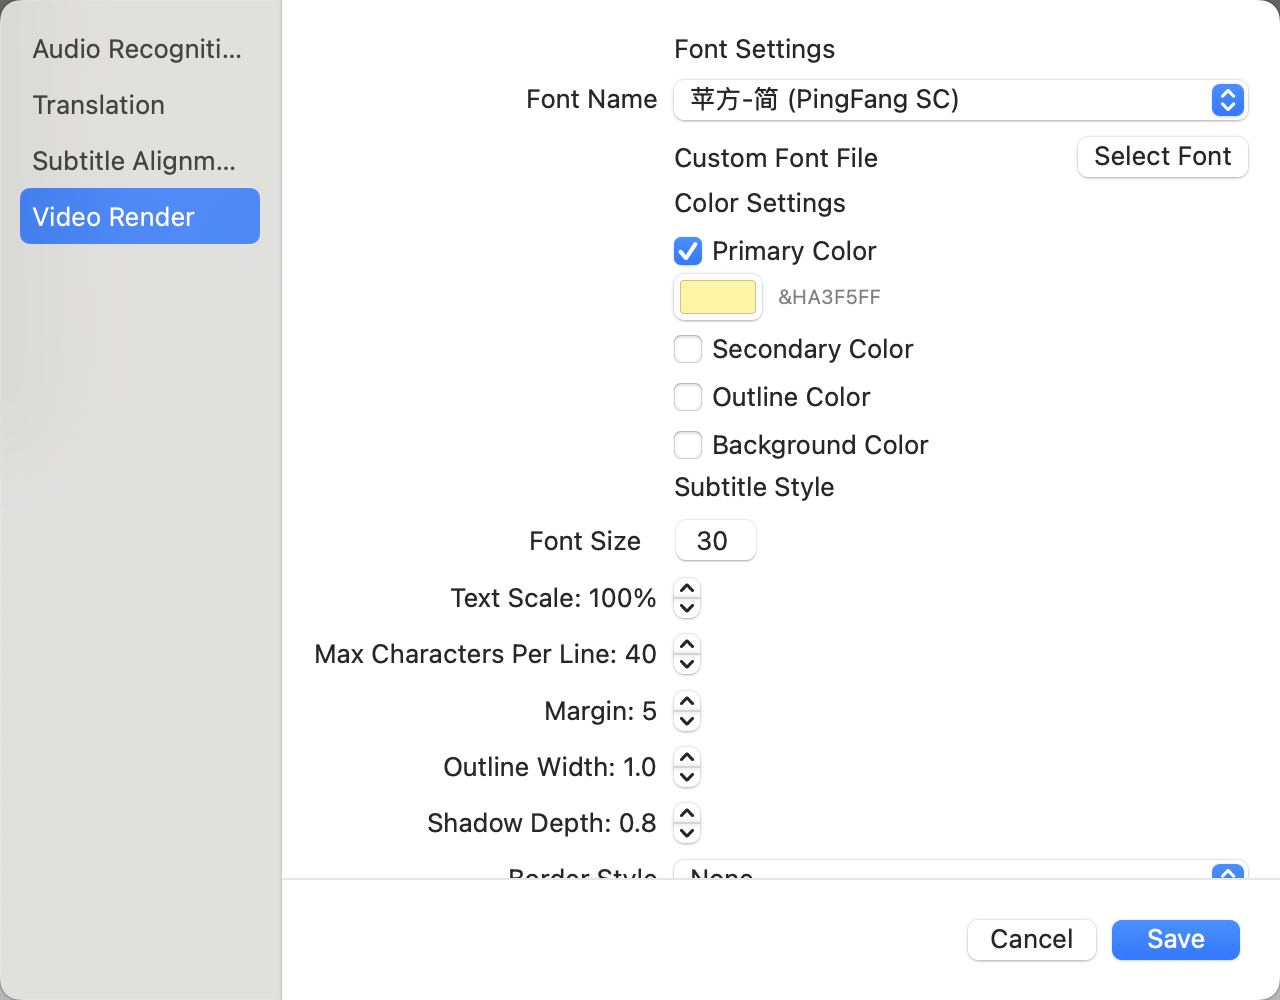 Audio Recogniti...
Translation
Subtitle Alignm...
Video Render
Font Settings
Font Name 苹方-简 (PingFang SC)
Custom Font File Select Font
Color Settings
Primary Color
&HA3F5FF
Secondary Color
Outline Color
Background Color
Subtitle Style
Font Size 30
Text Scale: 100%
Max Characters Per Line: 40
Margin: 5
Outline Width: 1.0
Shadow Depth: 0.8
Border Style None
Cancel Save